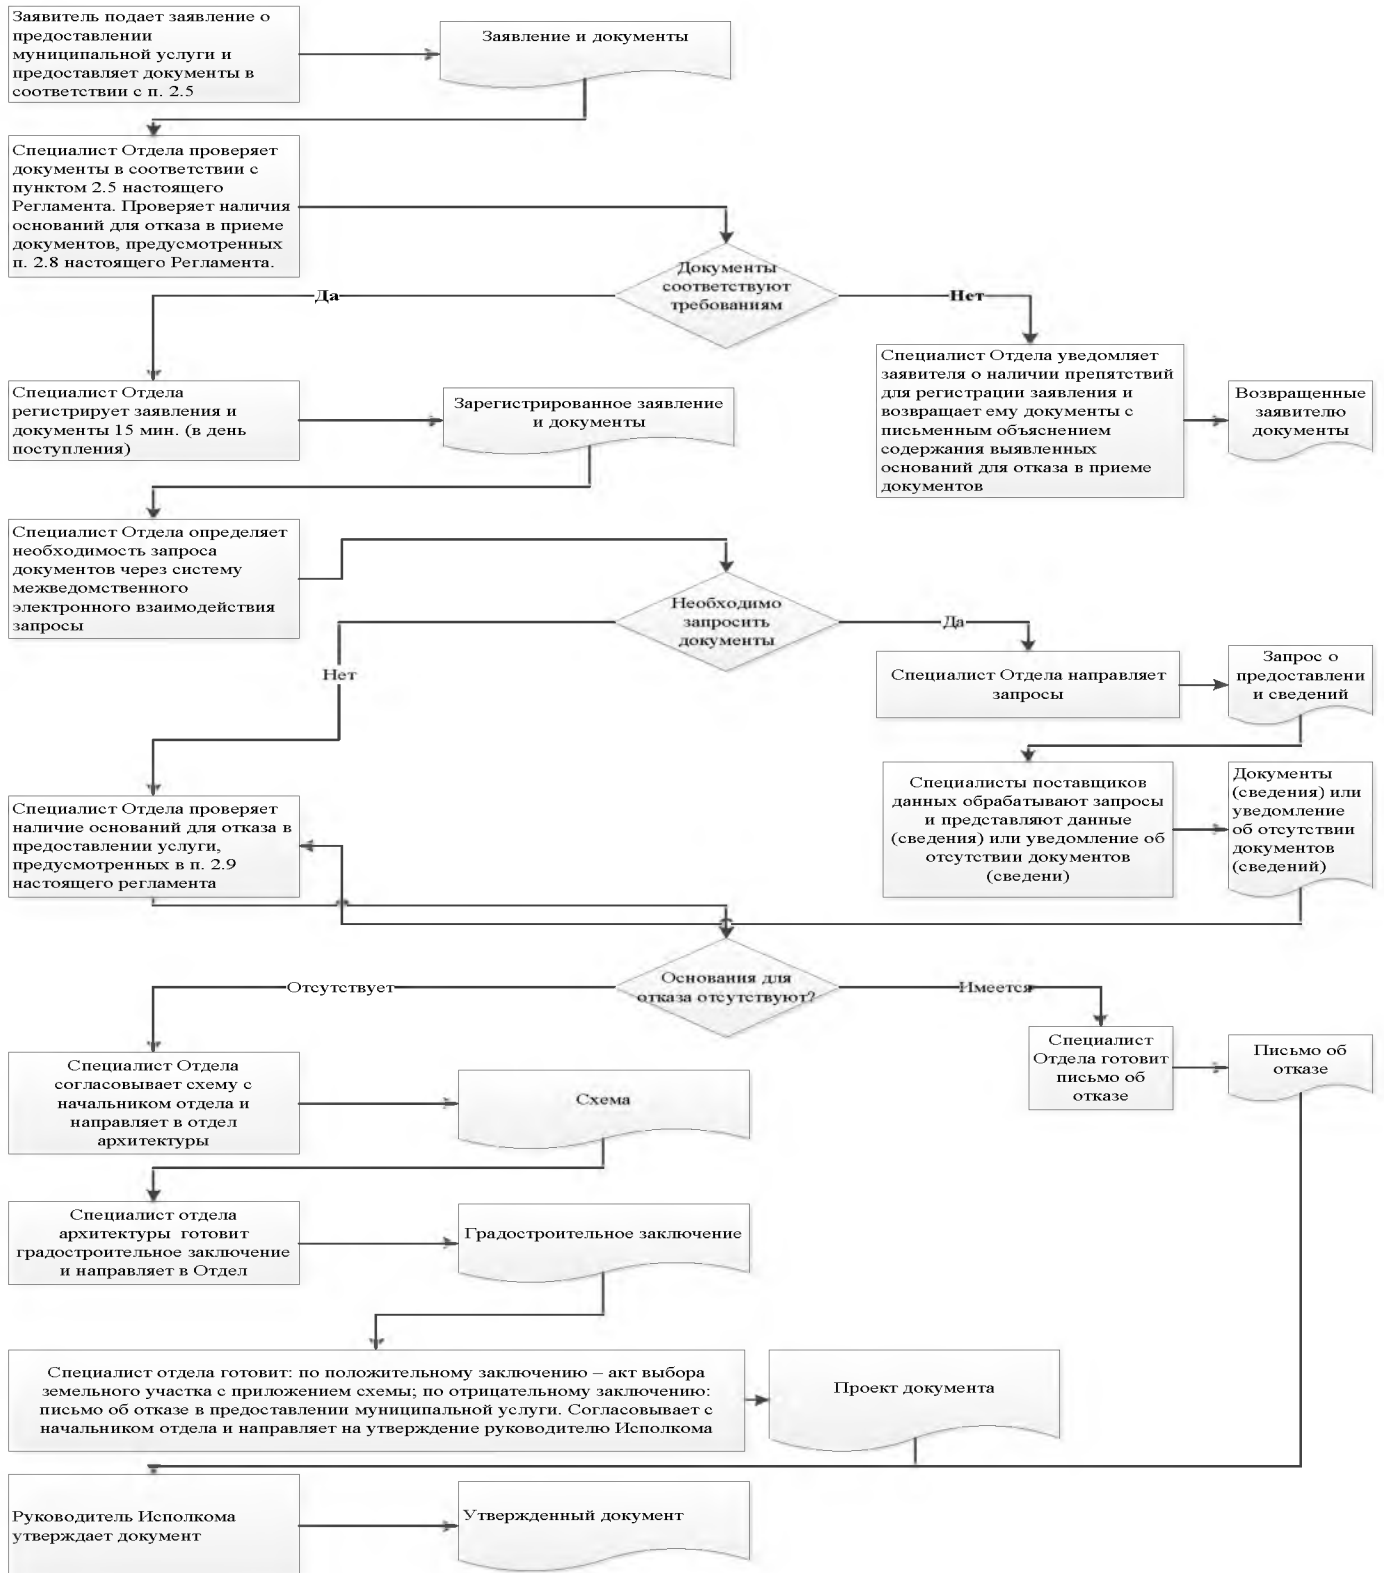 Заявитель подает заявление о
предоставлении
муниципальной услуги и
предоставляет документы в
соответствии с п. 2.5
Заявление и документы
Специалист Отдела проверяет
документы в соответствии с
пунктом 2.5 настоящего
Регламента. Проверяет наличия
оснований для отказа в приеме
документов, предусмотренных
п. 2.8 настоящего Регламента.
Документы
соответствуют
требованиям
Да
Нет
Специалист Отдела
регистрирует заявления и
документы 15 мин. (в день
поступления)
Зарегистрированное заявление
и документы
Специалист Отдела уведомляет
заявителя о наличии препятствий
для регистрации заявления и
возвращает ему документы с
письменным объяснением
содержания выявленных
оснований для отказа в приеме
документов
Возвращенные
заявителю
документы
Специалист Отдела определяет
необходимость запроса
документов через систему
межведомственного
электронного взаимодействия
запросы
Необходимо
запросить
документы
Да
Нет
Специалист Отдела направляет
запросы
Запрос о
предоставлени
и сведений
Специалисты поставщиков
данных обрабатывают запросы
и представляют данные
(сведения) или уведомление об
отсутствии документов
(сведени)
Документы
(сведения) или
уведомление
об отсутствии
документов
(сведений)
Специалист Отдела проверяет
наличие оснований для отказа в
предоставлении услуги,
предусмотренных в п. 2.9
настоящего регламента
Основания для
отказа отсутствуют?
Отсутствует
Имеется
Специалист Отдела
согласовывает схему с
начальником отдела и
направляет в отдел
архитектуры
Схема
Специалист
Отдела готовит
письмо об
отказе
Письмо об
отказе
Специалист отдела
архитектуры  готовит
градостроительное заключение
и направляет в Отдел
Градостроительное заключение
Специалист отдела готовит: по положительному заключению – акт выбора
земельного участка с приложением схемы; по отрицательному заключению:
письмо об отказе в предоставлении муниципальной услуги. Согласовывает с
начальником отдела и направляет на утверждение руководителю Исполкома
Проект документа
Руководитель Исполкома
утверждает документ
Утвержденный документ